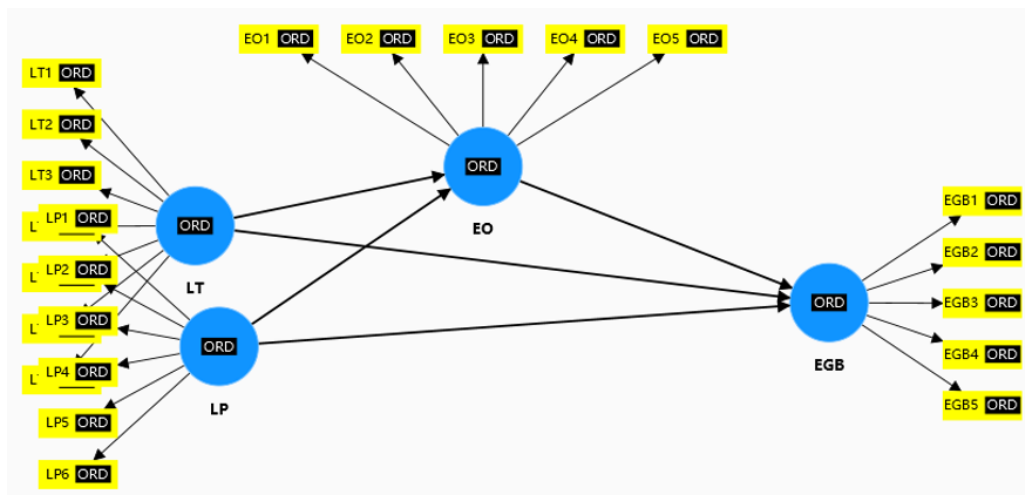 EO1 ORD
EO2 ORD
EO3 ORD
EO4 ORD
EO5 ORD
LT1 ORD
LT2 ORD
LT3 ORD
LP1 ORD
LP2 ORD
LP3 ORD
LP4 ORD
LP5 ORD
LP6 ORD
ORD
LT
ORD
LP
ORD
EO
ORD
EGB
EGB1 ORD
EGB2 ORD
EGB3 ORD
EGB4 ORD
EGB5 ORD